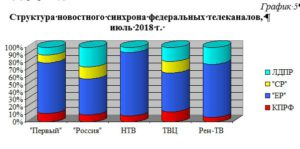 График·5¶
Структура·новостного·синхрона·федеральных·телеканалов,·¶
июль·2018·г.·
100%
90%
80%
70%
60%
50%
40%
30%
20%
10%
0%
"Первый" "Россия" НТВ ТВЦ Рен-ТВ
ЛДПР
"СР"
"ЕР"
КПРФ